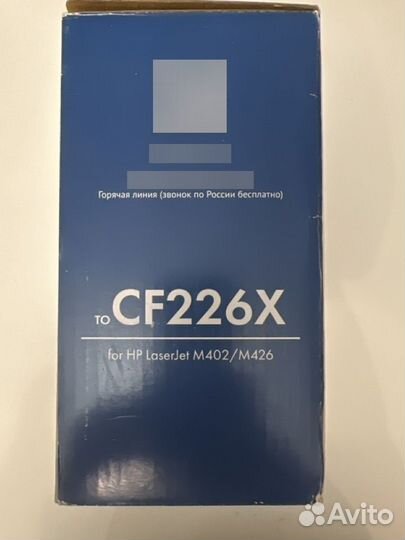 Горячая линия (звонок по России бесплатно)
TO CF226X
for HP LaserJet M402/M426
Avito